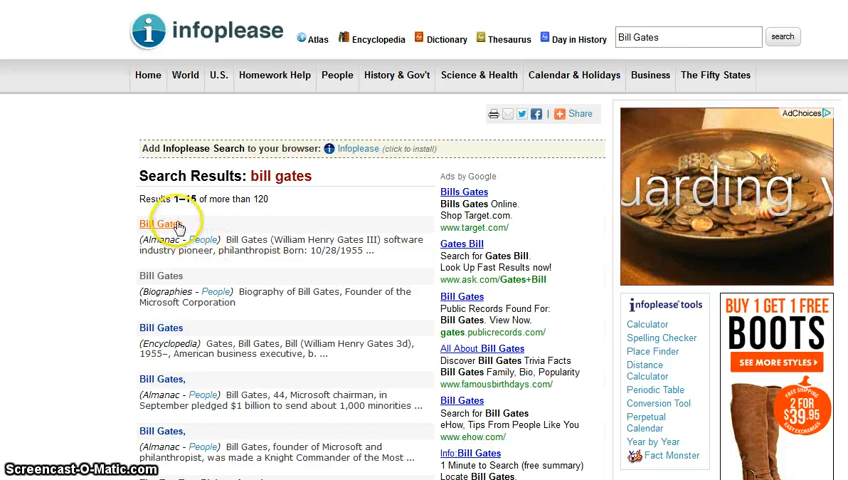 infoplease
Atlas
Encyclopedia
Dictionary
Thesaurus
Day in History
Bill Gates
search
Home
World
U.S.
Homework Help
People
History & Gov't
Science & Health
Calendar & Holidays
Business
The Fifty States
Share
Add Infoplease Search to your browser: Infoplease (click to install)
Search Results: bill gates
Results 1–15 of more than 120
Bill Gates,
(Almanac - People) Bill Gates (William Henry Gates III) software
industry pioneer, philanthropist Born: 10/28/1955 ...
Bill Gates
(Biographies - People) Biography of Bill Gates, Founder of the
Microsoft Corporation
Bill Gates
(Encyclopedia) Gates, Bill Gates, Bill (William Henry Gates 3d),
1955–, American business executive, b. ...
Bill Gates,
(Almanac - People) Bill Gates, 44, Microsoft chairman, in
September pledged $1 billion to send about 1,000 minorities ...
Bill Gates,
(Almanac - People) Bill Gates, founder of Microsoft and
philanthropist, was made a Knight Commander of the Most ...
Ads by Google
Bills Gates
Bills Gates Online.
Shop Target.com.
www.target.com/
Gates Bill
Search for Gates Bill.
Look Up Fast Results now!
www.ask.com/Gates+Bill
Bill Gates
Public Records Found For:
Bill Gates. View Now.
gates.publicrecords.com/
All About Bill Gates
Discover Bill Gates Trivia Facts
Bill Gates Family, Bio, Popularity
www.famousbirthdays.com/
Bill Gates
Search for Bill Gates
eHow, Tips From People Like You
www.ehow.com/
Info:Bill Gates
1 Minute to Search (free summary)
Locate Bill Gates.
AdChoices
uarding y
infoplease tools
Calculator
Spelling Checker
Place Finder
Distance
Calculator
Periodic Table
Conversion Tool
Perpetual
Calendar
Year by Year
Fact Monster
BUY 1 GET 1 FREE
BOOTS
SEE MORE STYLES
FREE SHIPPING
2 FOR
$39.95
Screencast-O-Matic.com